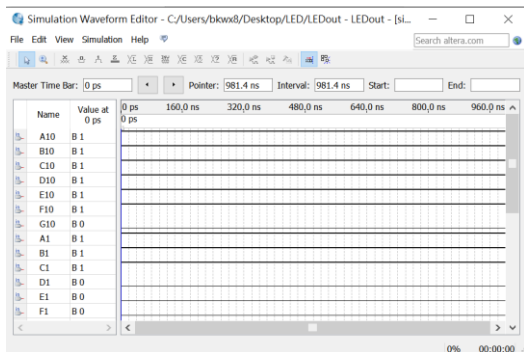 Simulation Waveform Editor - C:/Users/bkwx8/Desktop/LED/LEDout - LEDout - [si...
File Edit View Simulation Help Search altera.com
Master Time Bar: 0 ps Pointer: 981.4 ns Interval: 981.4 ns Start: End:
Name Value at 0 ps 0 ps 160,0 ns 320,0 ns 480,0 ns 640,0 ns 800,0 ns 960.0 ns
0 ps
A10 B 1
B10 B 1
C10 B 1
D10 B 1
E10 B 1
F10 B 1
G10 B 0
A1 B 1
B1 B 1
C1 B 1
D1 B 0
E1 B 0
F1 B 0
0% 00:00:00